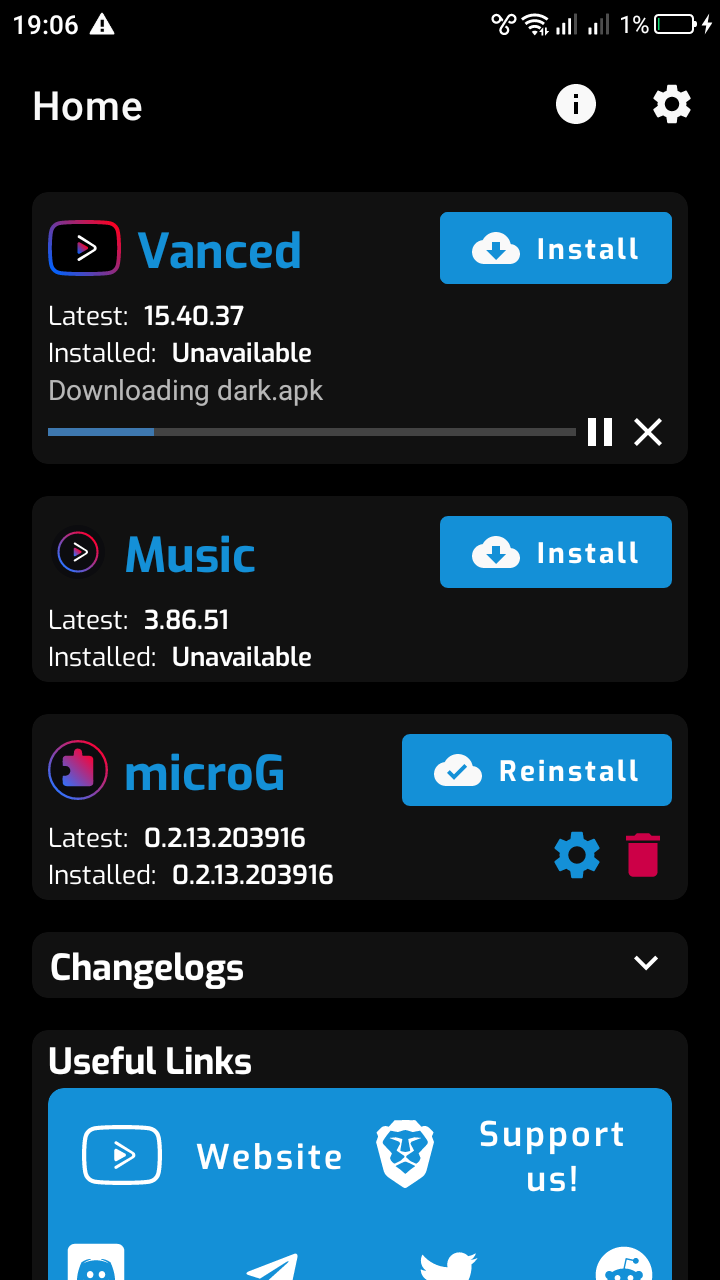 19:06
1%
Home
Vanced
Install
Latest: 15.40.37
Installed: Unavailable
Downloading dark.apk
Music
Install
Latest: 3.86.51
Installed: Unavailable
microG
Reinstall
Latest: 0.2.13.203916
Installed: 0.2.13.203916
Changelogs
Useful Links
Website
Support
us!